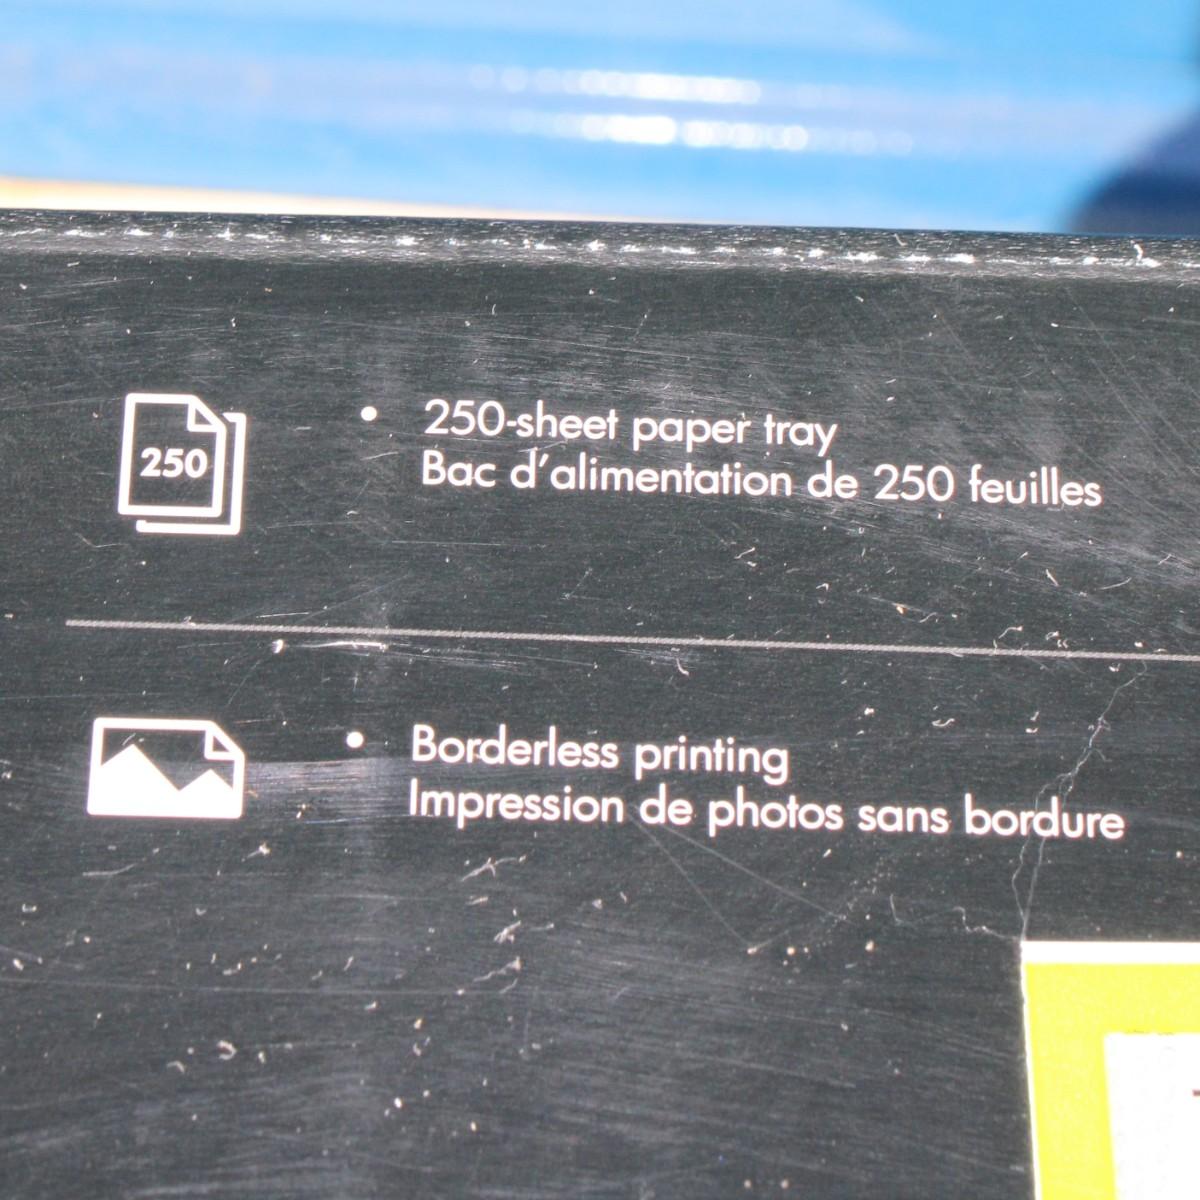 250
• 250-sheet paper tray
Bac d'alimentation de 250 feuilles
• Borderless printing
Impression de photos sans bordure